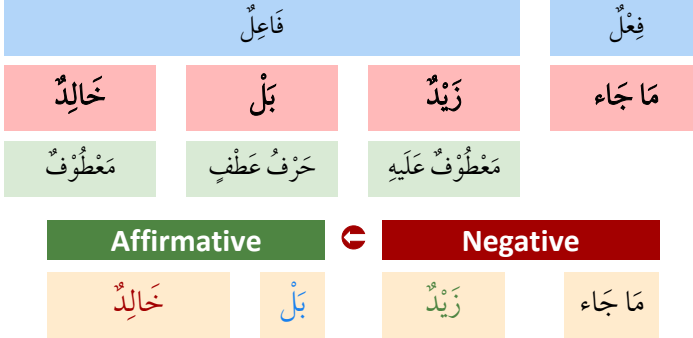 فِعْلٌ فَاعِلٌ
مَا جَاء زَيْدٌ بَلْ خَالِدٌ
مَعْطُوْفٌ عَلَيهِ حَرْفُ عَطْفٍ مَعْطُوْفٌ
Negative Affirmative
مَا جَاء زَيْدٌ بَلْ خَالِدٌ